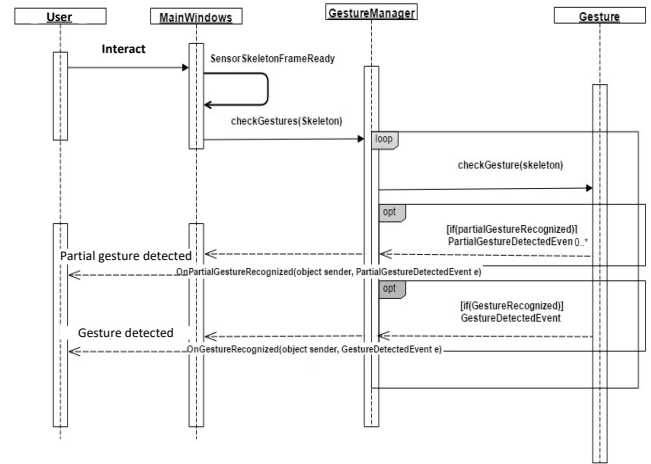 User
MainWindows
GestureManager
Gesture
Interact
SensorSkeletonFrameReady
checkGestures(Skeleton)
loop
checkGesture(skeleton)
opt
[if(partialGestureRecognized)]
PartialGestureDetectedEven 0..*
Partial gesture detected
OnPartialGestureRecognized(object sender, PartialGestureDetectedEvent e)
opt
[if(GestureRecognized)]
GestureDetectedEvent
Gesture detected
OnGestureRecognized(object sender, GestureDetectedEvent e)